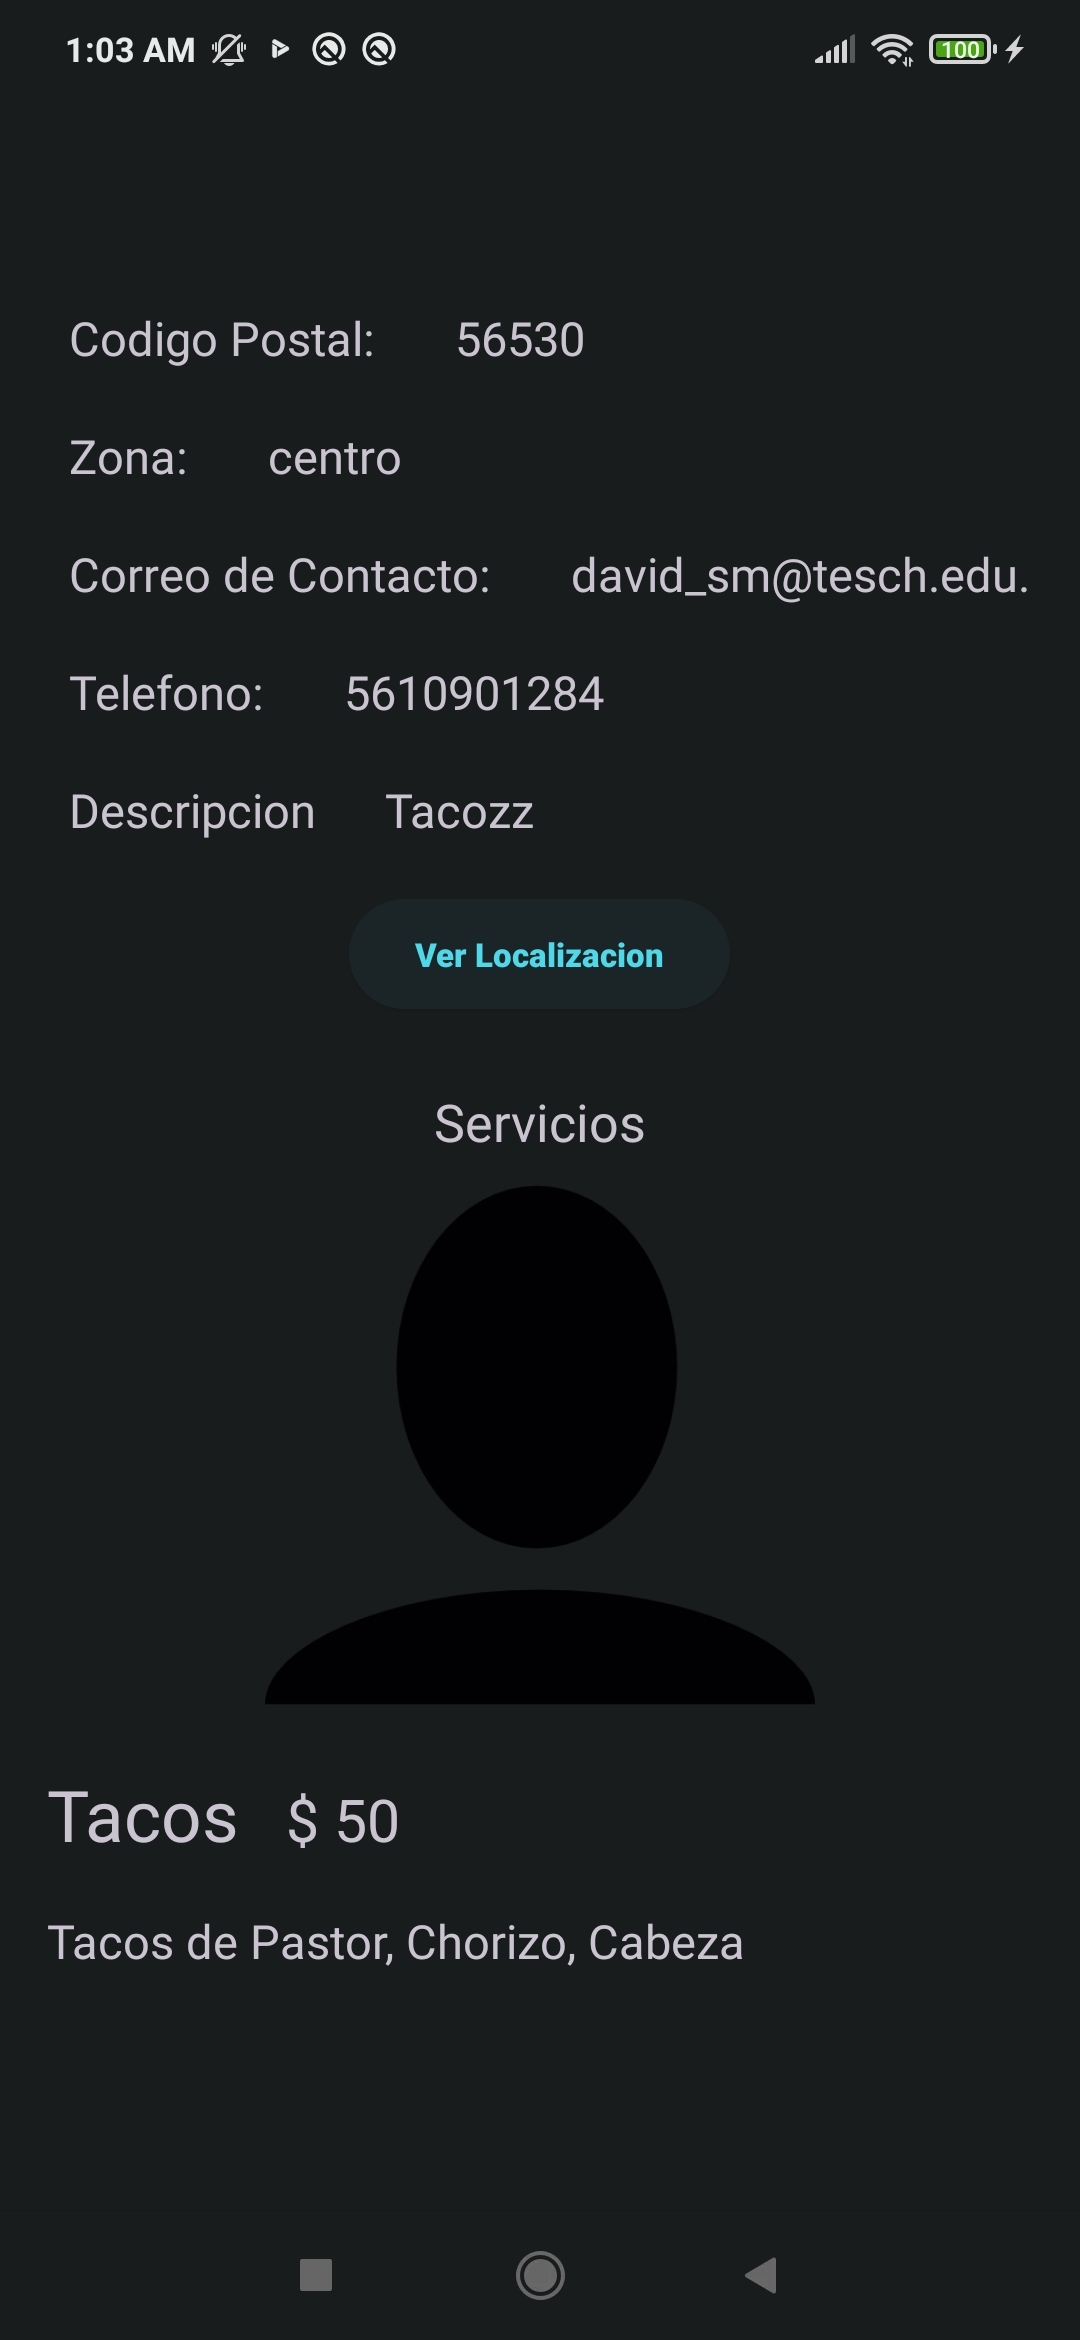 1:03 AM
100
Codigo Postal: 56530
Zona: centro
Correo de Contacto: david_sm@tesch.edu.
Telefono: 5610901284
Descripcion Tacozz
Ver Localizacion
Servicios
Tacos $ 50
Tacos de Pastor, Chorizo, Cabeza